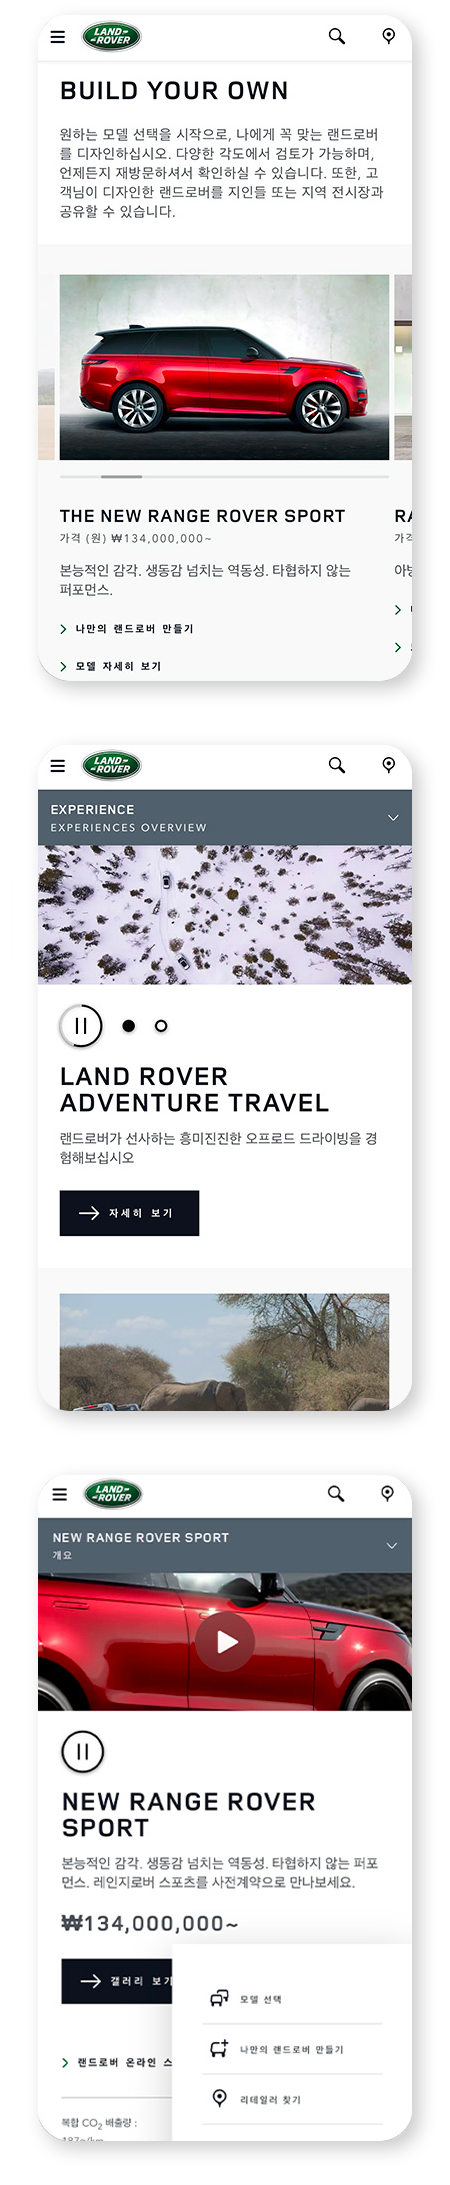 LAND
ROVER
BUILD YOUR OWN
원하는 모델 선택을 시작으로, 나에게 꼭 맞는 랜드로버
를 디자인하십시오. 다양한 각도에서 검토가 가능하며,
언제든지 재방문하셔서 확인하실 수 있습니다. 또한, 고
객님이 디자인한 랜드로버를 지인들 또는 지역 전시장과
공유할 수 있습니다.
THE NEW RANGE ROVER SPORT
가격 (원) ₩134,000,000~
본능적인 감각. 생동감 넘치는 역동성. 타협하지 않는
퍼포먼스.
나만의 랜드로버 만들기
모델 자세히 보기
LAND
ROVER
EXPERIENCE
EXPERIENCES OVERVIEW
LAND ROVER
ADVENTURE TRAVEL
랜드로버가 선사하는 흥미진진한 오프로드 드라이빙을 경
험해보십시오
자세히 보기
LAND
ROVER
NEW RANGE ROVER SPORT
개요
NEW RANGE ROVER
SPORT
본능적인 감각. 생동감 넘치는 역동성. 타협하지 않는 퍼포
먼스. 레인지로버 스포츠를 사전계약으로 만나보세요.
₩134,000,000~
갤러리 보기
모델 선택
나만의 랜드로버 만들기
랜드로버 온라인 스
리테일러 찾기
복합 CO2 배출량 :